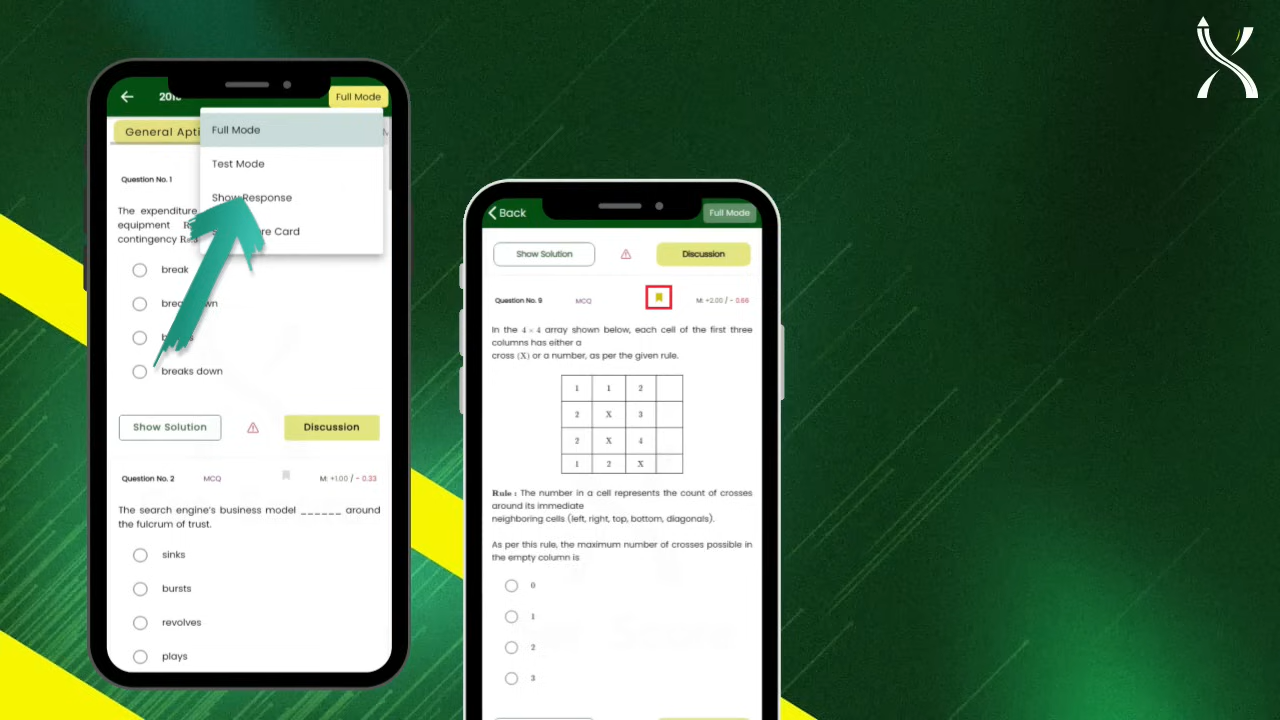 2018
Full Mode
General Apti
M
Full Mode
Test Mode
Show Response
re Card
Question No. 1
The expenditure
equipment
contingency
break
down
breaks down
Show Solution
Discussion
Question No. 2
MCQ
M: +1.00 / - 0.33
The search engine's business model ______ around
the fulcrum of trust.
sinks
bursts
revolves
plays
Back
Full Mode
Show Solution
Discussion
Question No. 9
MCQ
M: +2.00 / - 0.66
In the 4 × 4 array shown below, each cell of the first three
columns has either a
cross (X) or a number, as per the given rule.
1 1 2
2 X 3
2 X 4
1 2 X
Rule : The number in a cell represents the count of crosses
around its immediate
neighboring cells (left, right, top, bottom, diagonals).
As per this rule, the maximum number of crosses possible in
the empty column is
0
1
2
3